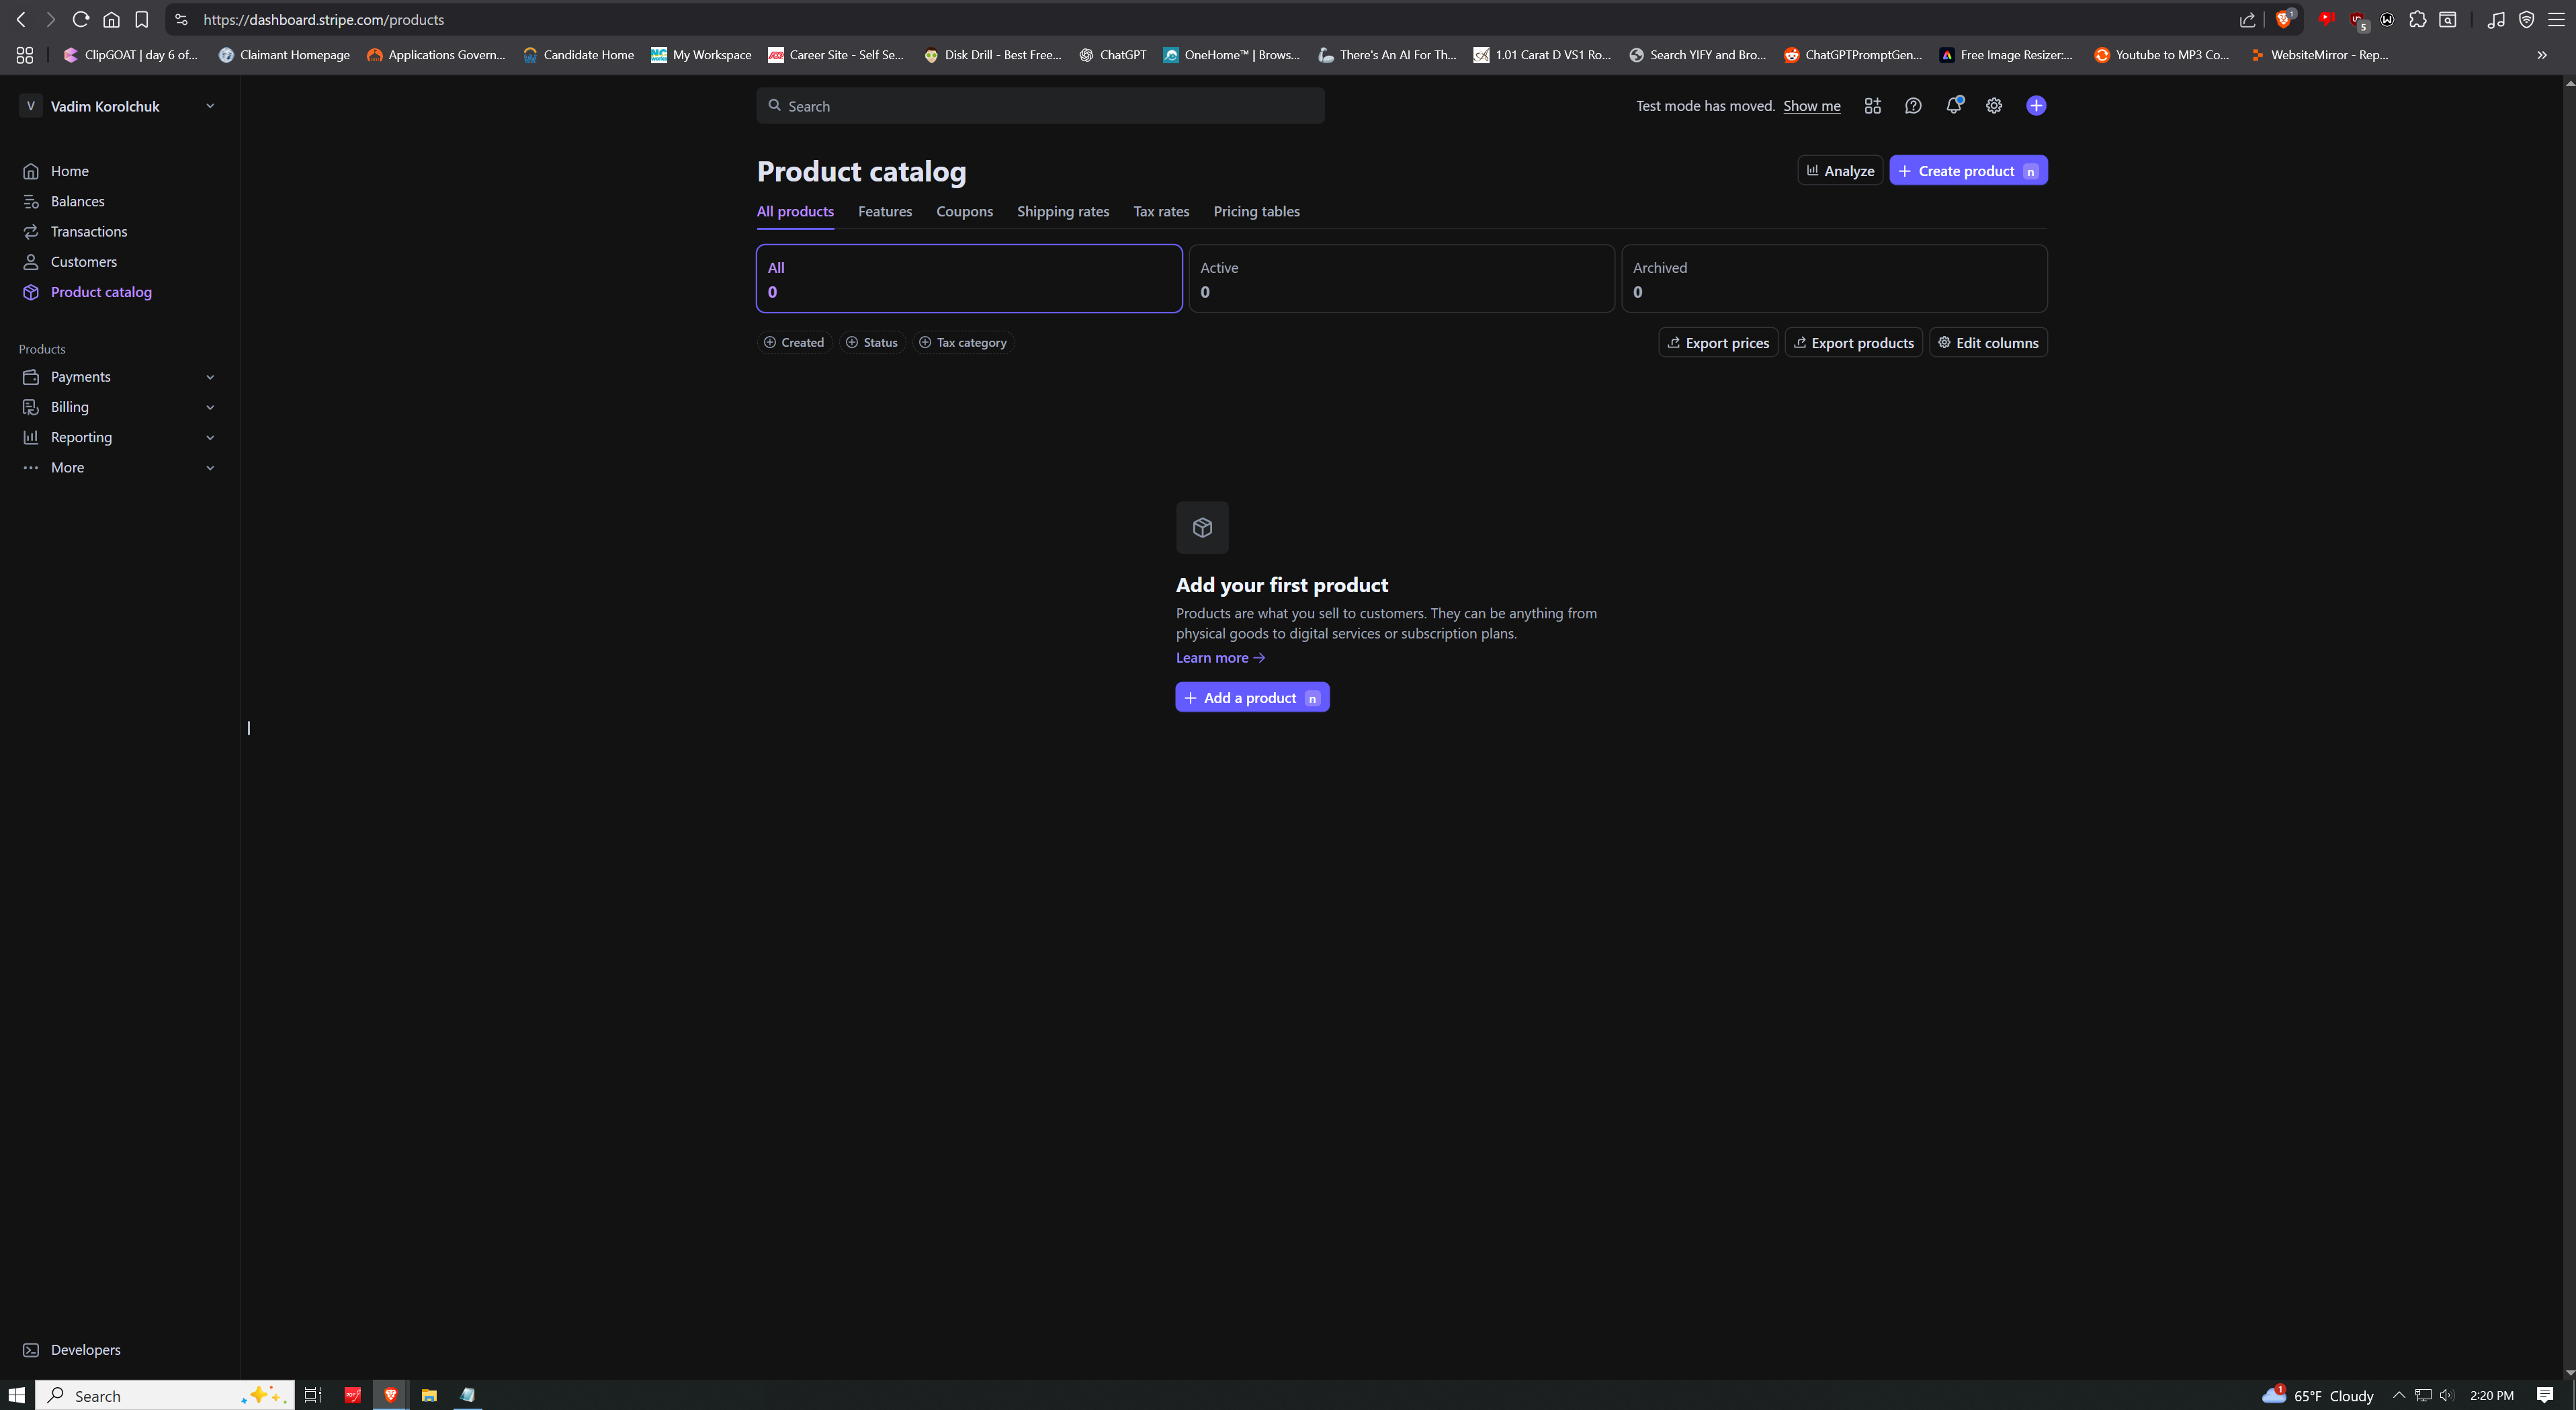 https://dashboard.stripe.com/products
1
5
ClipGOAT | day 6 of...
Claimant Homepage
Applications Govern...
Candidate Home
My Workspace
Career Site - Self Se...
Disk Drill - Best Free...
ChatGPT
OneHome™ | Brows...
There's An AI For Th...
1.01 Carat D VS1 Ro...
Search YIFY and Bro...
ChatGPTPromptGen...
Free Image Resizer:...
Youtube to MP3 Co...
WebsiteMirror - Rep...
V Vadim Korolchuk
Search
Test mode has moved. Show me
Home
Balances
Transactions
Customers
Product catalog
Products
Payments
Billing
Reporting
More
Developers
Product catalog
Analyze
+ Create product n
All products
Features
Coupons
Shipping rates
Tax rates
Pricing tables
All
0
Active
0
Archived
0
Created
Status
Tax category
Export prices
Export products
Edit columns
Add your first product
Products are what you sell to customers. They can be anything from
physical goods to digital services or subscription plans.
Learn more →
+ Add a product n
Search
1
65°F Cloudy
2:20 PM